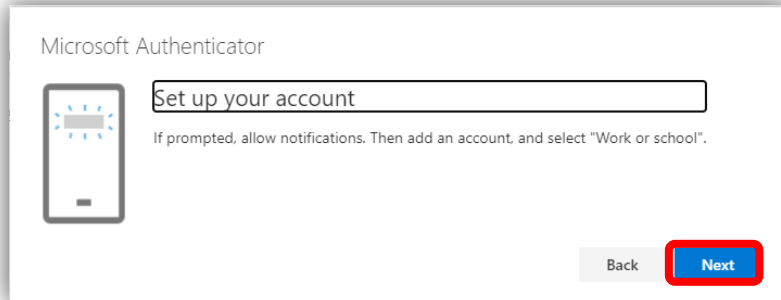 Microsoft Authenticator
Set up your account
If prompted, allow notifications. Then add an account, and select "Work or school".
Back
Next